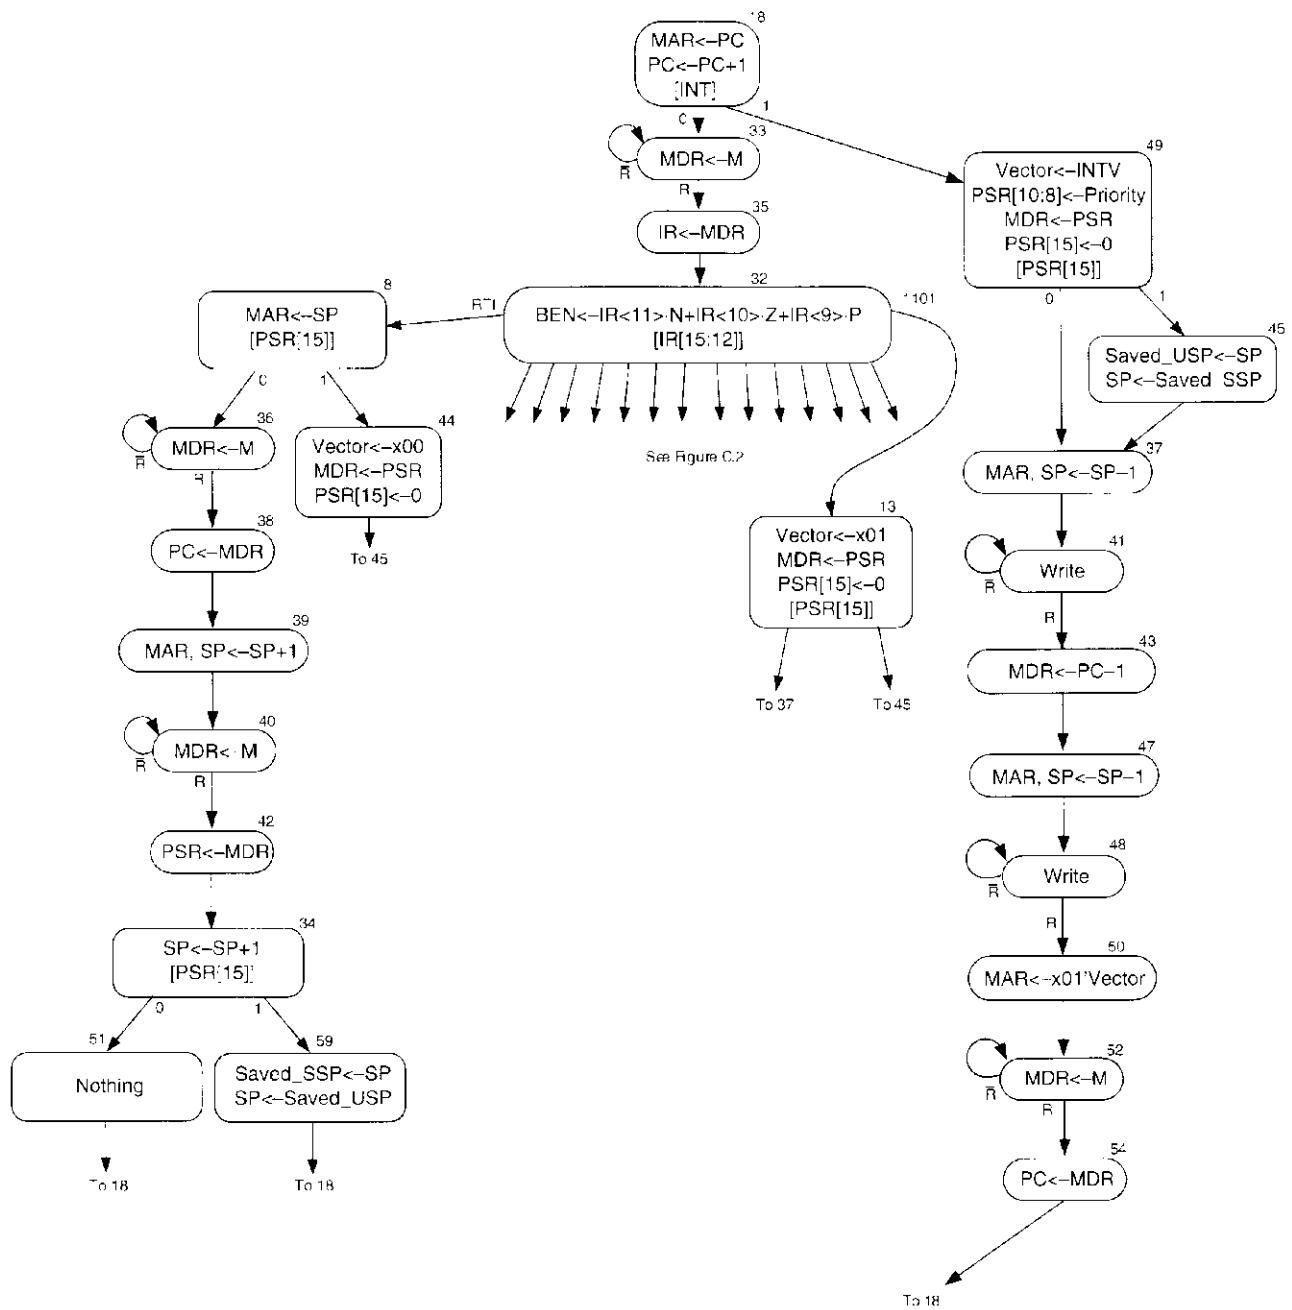 18
MAR<–PC
PC<–PC+1
[INT]
0
1
33
MDR<–M
R̅
R
35
IR<–MDR
32
BEN<–IR<11>·N+IR<10>·Z+IR<9>·P
[IR[15:12]]
RTI
1101
See Figure C.2
8
MAR<–SP
[PSR[15]]
0
1
36
MDR<–M
R̅
R
38
PC<–MDR
39
MAR, SP<–SP+1
40
MDR<–M
R̅
R
42
PSR<–MDR
34
SP<–SP+1
[PSR[15]]
0
1
51
Nothing
To 18
59
Saved_SSP<–SP
SP<–Saved_USP
To 18
44
Vector<–x00
MDR<–PSR
PSR[15]<–0
To 45
13
Vector<–x01
MDR<–PSR
PSR[15]<–0
[PSR[15]]
To 37
To 45
49
Vector<–INTV
PSR[10:8]<–Priority
MDR<–PSR
PSR[15]<–0
[PSR[15]]
0
1
45
Saved_USP<–SP
SP<–Saved_SSP
37
MAR, SP<–SP–1
41
Write
R̅
R
43
MDR<–PC–1
47
MAR, SP<–SP–1
48
Write
R̅
R
50
MAR<–x01'Vector
52
MDR<–M
R̅
R
54
PC<–MDR
To 18